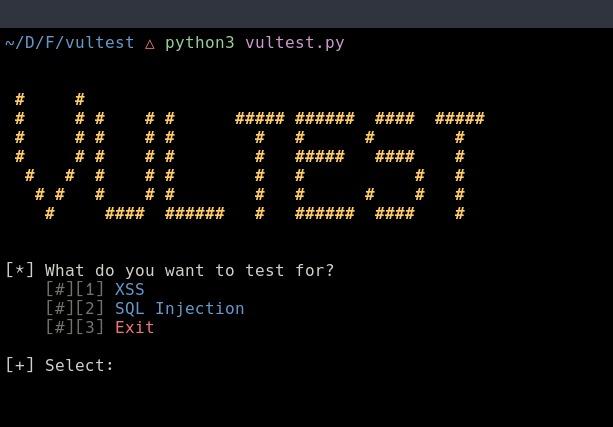 ~/D/F/vultest △ python3 vultest.py
VULTEST
[*] What do you want to test for?
[#][1] XSS
[#][2] SQL Injection
[#][3] Exit
[+] Select: